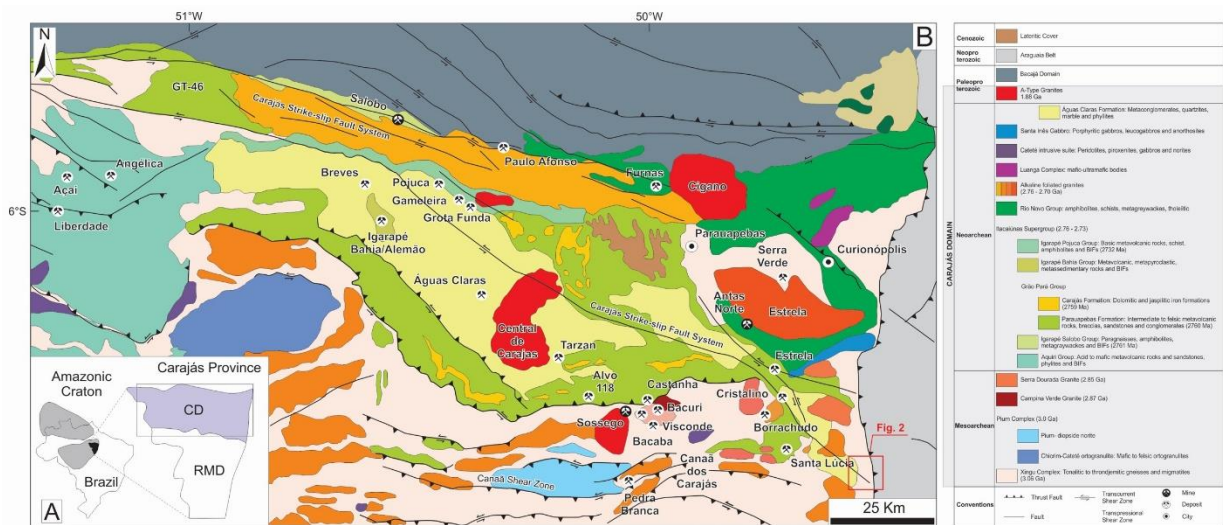 51°W
50°W
N
B
GT-46
Salobo
Carajás Strike-slip Fault System
Paulo Afonso
Angelica
Açaí
Liberdade
6°S
Breves
Pojuca
Gameleira
Grota Funda
Igarapé
Bahia/Alemão
Furnas
Cigano
Parauapebas
Curionópolis
Serra
Verde
Águas Claras
Antas
Norte
Estrela
Central
de
Carajás
Carajás Strike-slip Fault System
Tarzan
Estrela
Alvo
118
Castanha
Cristalino
Bacuri
Sossego
Visconde
Borrachudo
Bacaba
Santa Lúcia
Fig. 2
Canaã
dos
Carajás
Canaã Shear Zone
Pedra
Branca
25 Km
Amazonic
Craton
Carajás Province
CD
RMD
Brazil
A
Cenozoic
Lateritic Cover
Neopro
terozoic
Araguaia Belt
Paleopro
terozoic
Bacajá Domain
A-Type Granites
1.88 Ga
CARAJÁS DOMAIN
Neoarchean
Águas Claras Formation: Metaconglomerats, quartzites,
marble and phyllites
Santa Inês Gabbro: Porphyritic gabbros, leucogabbros and anorthosites
Cateté intrusive suite: Peridotites, piroxenites, gabbros and norites
Luanga Complex: mafic-ultramafic bodies
Alkaline foliated granites
(2.76 - 2.70 Ga)
Rio Novo Group: amphibolites, schists, metagreywackes, tholeiitic
Itacaiúnas Supergroup (2.76 - 2.73)
Igarapé Pojuca Group: Basic metavolcanic rocks, schist,
amphibolites and BIFs (2732 Ma)
Igarapé Bahia Group: Metavolcanic, metapyroclastic,
metasedimentary rocks and BIFs
Grão Pará Group
Carajás Formation: Dolomitic and jaspilitic iron formations
(2759 Ma)
Parauapebas Formation: Intermediate to felsic metavolcanic
rocks, breccias, sandstones and conglomerates (2760 Ma)
Igarapé Salobo Group: Paragneisses, amphibolites,
metagraywackes and BIFs (2761 Ma)
Aquiri Group: Acid to mafic metavolcanic rocks and sandstones,
phyllites and BIFs
Mesoarchean
Serra Dourada Granite (2.85 Ga)
Campina Verde Granite (2.87 Ga)
Pium Complex (3.0 Ga)
Pium- diopside norite
Chicrim-Cateté ortogranulite: Mafic to felsic ortogranulites
Xingu Complex: Tonalitic to throndjemitic gneisses and migmatites
(3.05 Ga)
Conventions
Thrust Fault
Transcurrent
Shear Zone
Mine
Deposit
Fault
Transpressional
Shear Zone
City